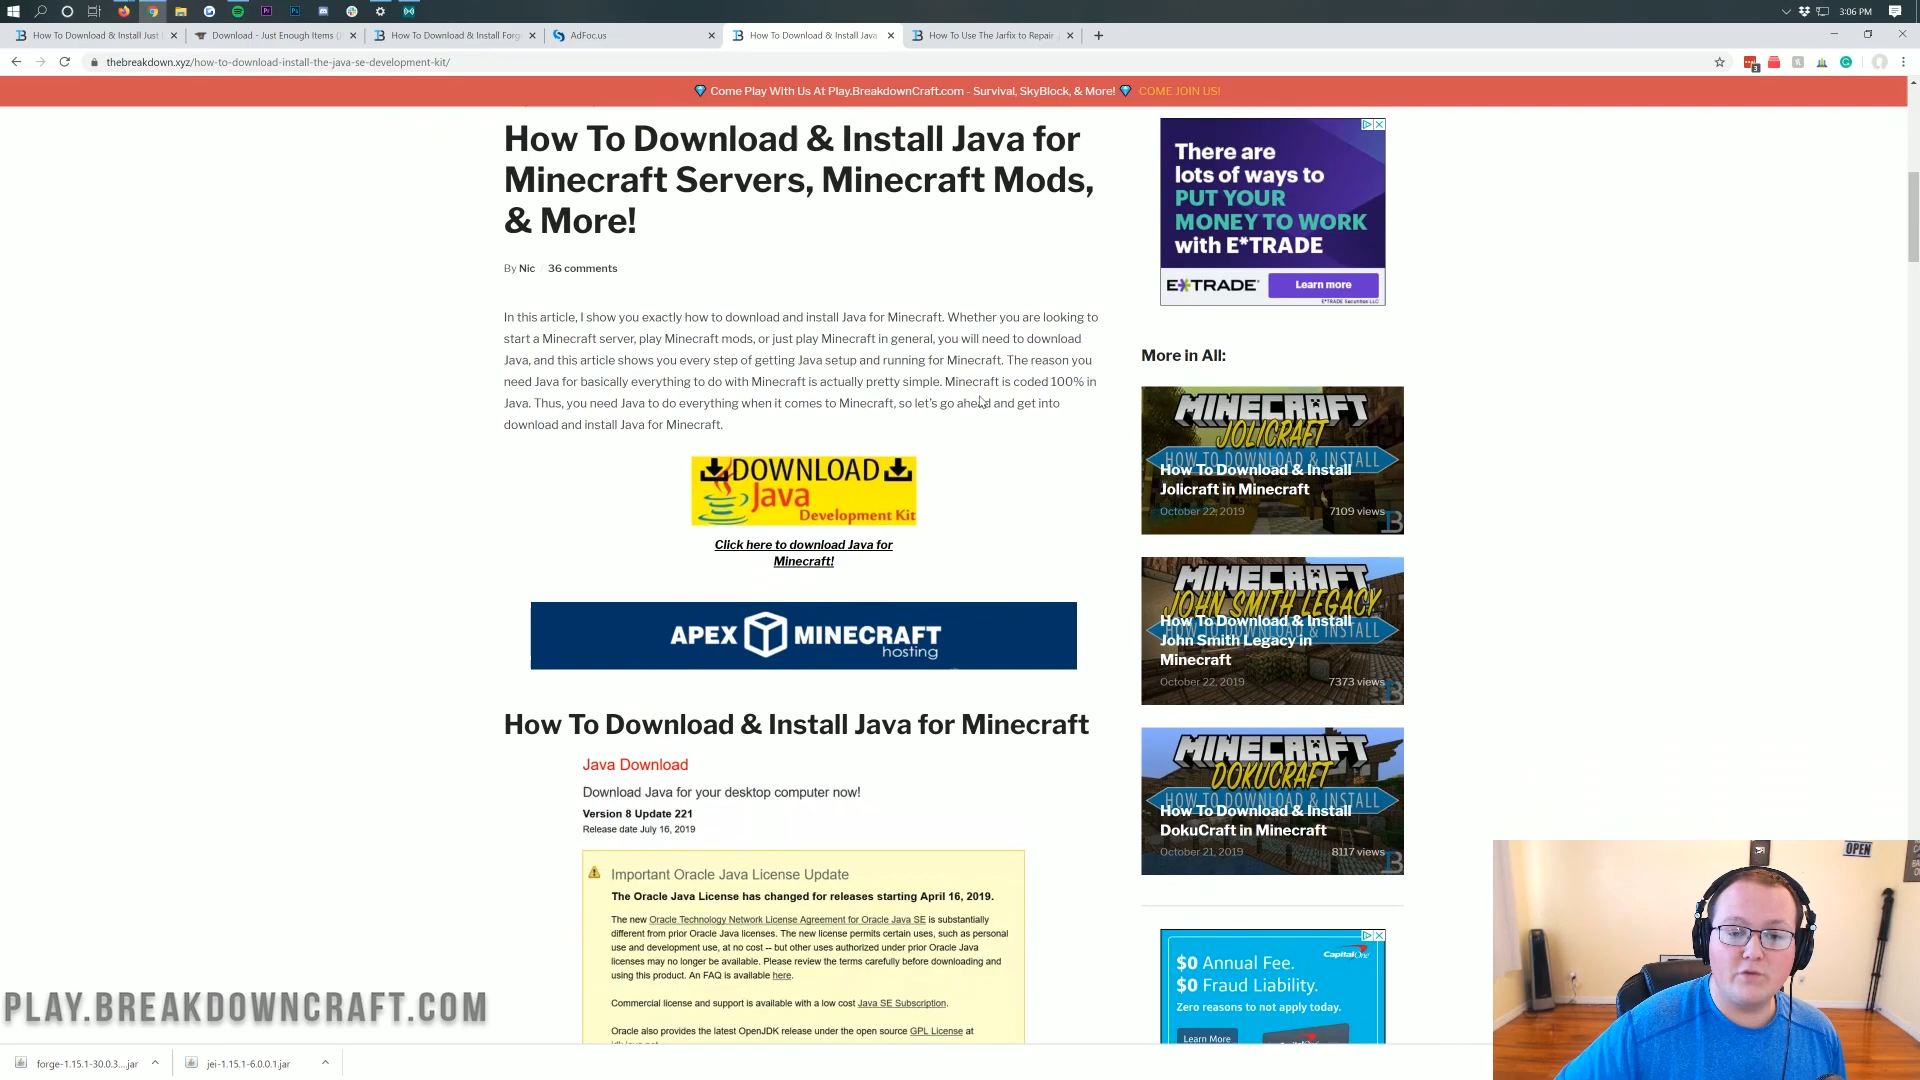 3:06 PM
How To Download & Install Just
Download - Just Enough Items (
How To Download & Install Forg
AdFoc.us
How To Download & Install Java
How To Use The Jarfix to Repair
thebreakdown.xyz/how-to-download-install-the-java-se-development-kit/
3
Come Play With Us At Play.BreakdownCraft.com - Survival, SkyBlock, & More! COME JOIN US!
How To Download & Install Java for
Minecraft Servers, Minecraft Mods,
& More!
By Nic / 36 comments
In this article, I show you exactly how to download and install Java for Minecraft. Whether you are looking to
start a Minecraft server, play Minecraft mods, or just play Minecraft in general, you will need to download
Java, and this article shows you every step of getting Java setup and running for Minecraft. The reason you
need Java for basically everything to do with Minecraft is actually pretty simple. Minecraft is coded 100% in
Java. Thus, you need Java to do everything when it comes to Minecraft, so let's go ahead and get into
download and install Java for Minecraft.
DOWNLOAD
Java
Development Kit
Click here to download Java for
Minecraft!
APEX MINECRAFT
hosting
How To Download & Install Java for Minecraft
Java Download
Download Java for your desktop computer now!
Version 8 Update 221
Release date July 16, 2019
Important Oracle Java License Update
The Oracle Java License has changed for releases starting April 16, 2019.
The new Oracle Technology Network License Agreement for Oracle Java SE is substantially
different from prior Oracle Java licenses. The new license permits certain uses, such as personal
use and development use, at no cost -- but other uses authorized under prior Oracle Java
licenses may no longer be available. Please review the terms carefully before downloading and
using this product. An FAQ is available here.
Commercial license and support is available with a low cost Java SE Subscription.
Oracle also provides the latest OpenJDK release under the open source GPL License at
There are
lots of ways to
PUT YOUR
MONEY TO WORK
with E*TRADE
E*TRADE
Learn more
E*TRADE Securities LLC
More in All:
MINECRAFT
JOLICRAFT
HOW TO DOWNLOAD & INSTALL
How To Download & Install
Jolicraft in Minecraft
October 22, 2019 7109 views
MINECRAFT
JOHN SMITH LEGACY
HOW TO DOWNLOAD & INSTALL
How To Download & Install
John Smith Legacy in
Minecraft
October 22, 2019 7373 views
MINECRAFT
DOKUCRAFT
HOW TO DOWNLOAD & INSTALL
How To Download & Install
DokuCraft in Minecraft
October 21, 2019 8117 views
Capital One
$0 Annual Fee.
$0 Fraud Liability.
Zero reasons to not apply today.
Learn More
OPEN
PLAY.BREAKDOWNCRAFT.COM
forge-1.15.1-30.0.3....jar
jei-1.15.1-6.0.0.1.jar